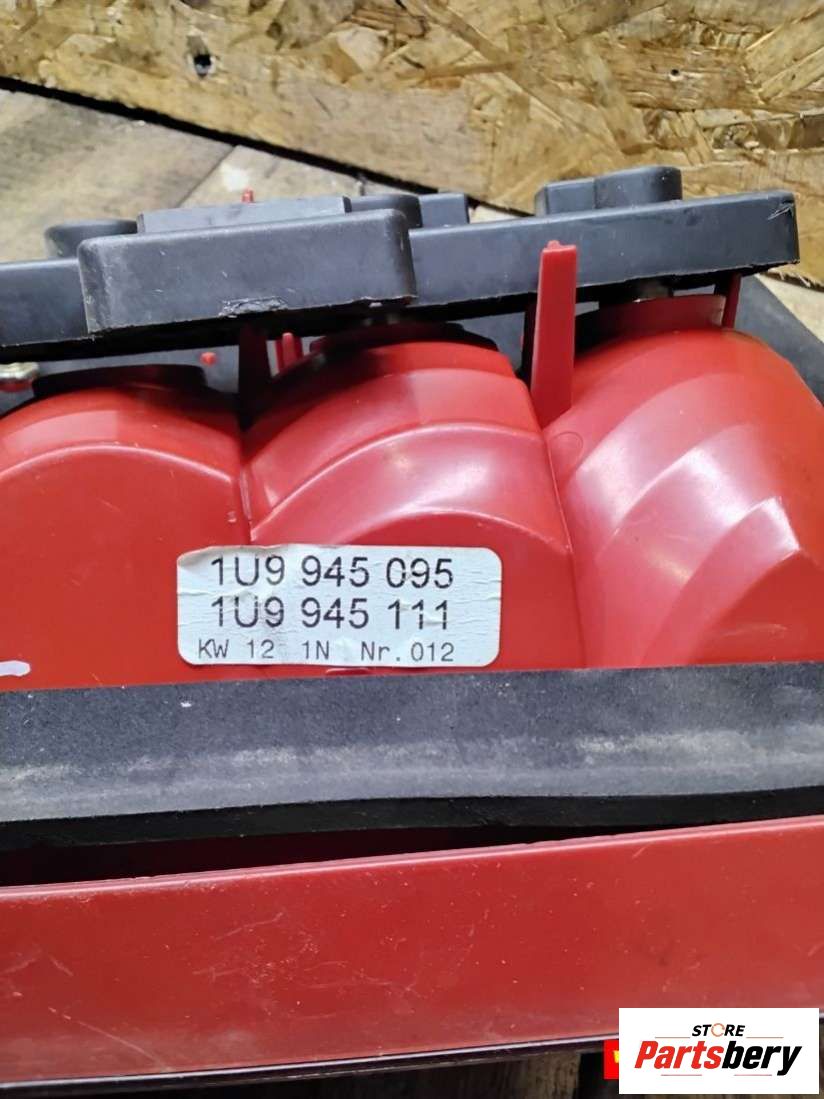 1U9 945 095
1U9 945 111
KW 12 1N Nr.012
STORE
Partsbery